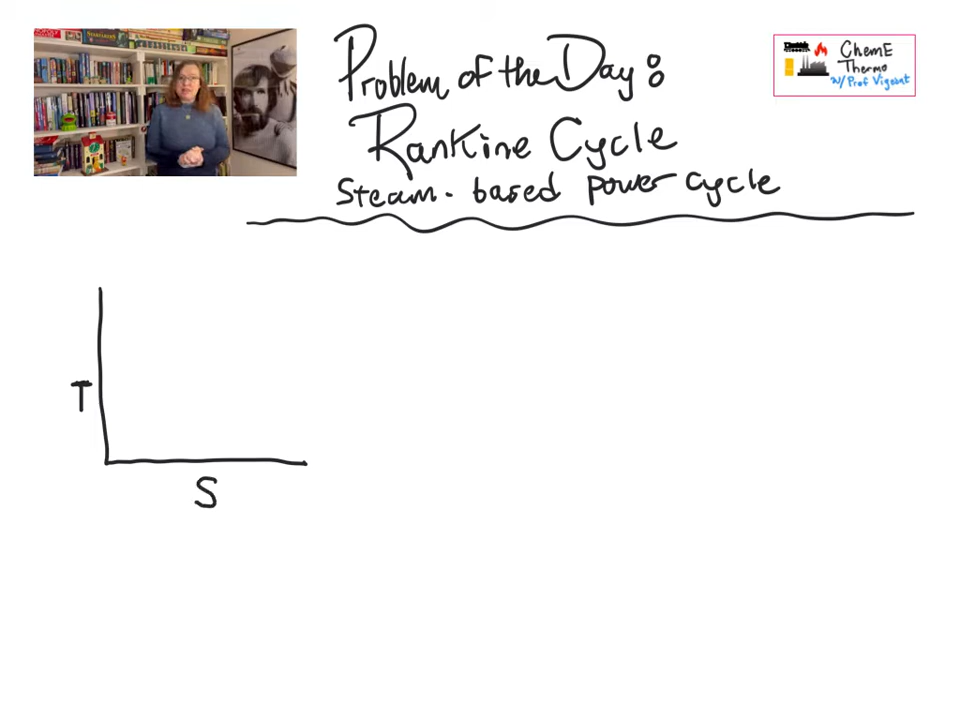 Problem of the Day:
Rankine Cycle
Steam-based power cycle
ChemE
Thermo
w/ Prof Vigeant
T
S